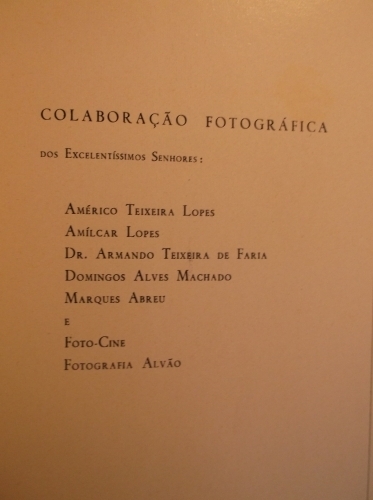 COLABORAÇÃO FOTOGRÁFICA
DOS EXCELENTÍSSIMOS SENHORES:
AMÉRICO TEIXEIRA LOPES
AMÍLCAR LOPES
DR. ARMANDO TEIXEIRA DE FARIA
DOMINGOS ALVES MACHADO
MARQUES ABREU
E
FOTO-CINE
FOTOGRAFIA ALVÃO